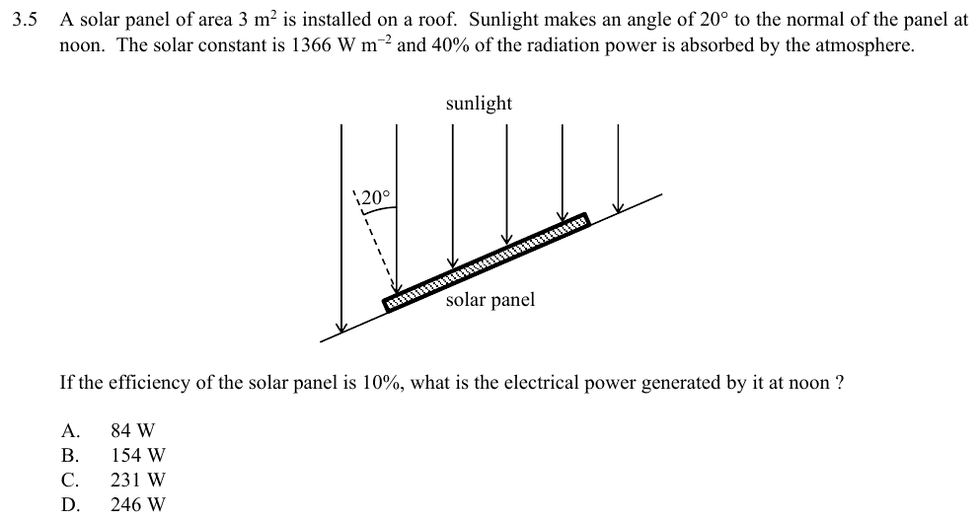 3.5 A solar panel of area 3 m² is installed on a roof. Sunlight makes an angle of 20° to the normal of the panel at
noon. The solar constant is 1366 W m⁻² and 40% of the radiation power is absorbed by the atmosphere.
sunlight
20°
solar panel
If the efficiency of the solar panel is 10%, what is the electrical power generated by it at noon ?
A. 84 W
B. 154 W
C. 231 W
D. 246 W